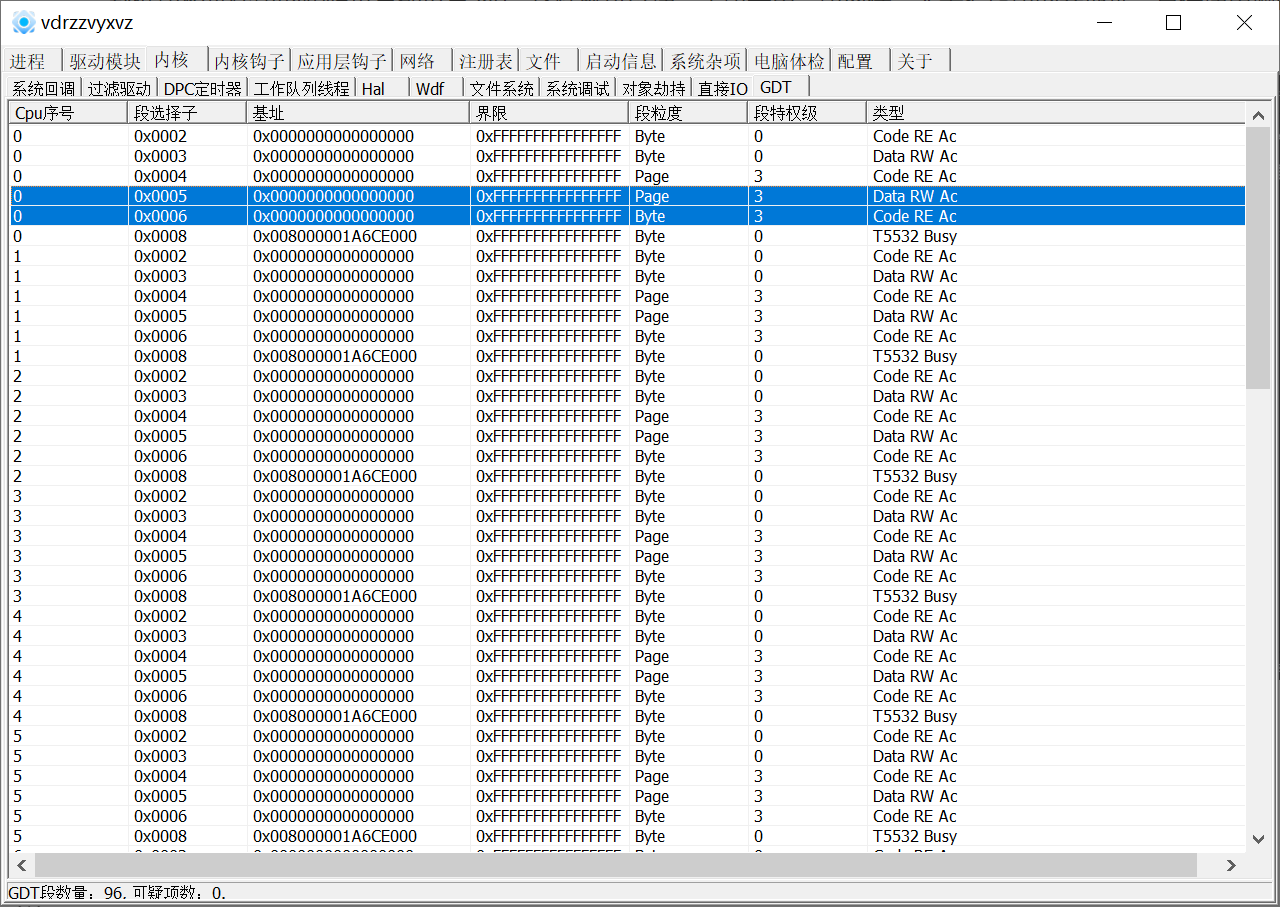 vdrzzvyxvz
进程 驱动模块 内核 内核钩子 应用层钩子 网络 注册表 文件 启动信息 系统杂项 电脑体检 配置 关于
系统回调 过滤驱动 DPC定时器 工作队列线程 Hal Wdf 文件系统 系统调试 对象劫持 直接IO GDT
Cpu序号 段选择子 基址 界限 段粒度 段特权级 类型
0 0x0002 0x0000000000000000 0xFFFFFFFFFFFFFFFF Byte 0 Code RE Ac
0 0x0003 0x0000000000000000 0xFFFFFFFFFFFFFFFF Byte 0 Data RW Ac
0 0x0004 0x0000000000000000 0xFFFFFFFFFFFFFFFF Page 3 Code RE Ac
0 0x0005 0x0000000000000000 0xFFFFFFFFFFFFFFFF Page 3 Data RW Ac
0 0x0006 0x0000000000000000 0xFFFFFFFFFFFFFFFF Byte 3 Code RE Ac
0 0x0008 0x008000001A6CE000 0xFFFFFFFFFFFFFFFF Byte 0 T5532 Busy
1 0x0002 0x0000000000000000 0xFFFFFFFFFFFFFFFF Byte 0 Code RE Ac
1 0x0003 0x0000000000000000 0xFFFFFFFFFFFFFFFF Byte 0 Data RW Ac
1 0x0004 0x0000000000000000 0xFFFFFFFFFFFFFFFF Page 3 Code RE Ac
1 0x0005 0x0000000000000000 0xFFFFFFFFFFFFFFFF Page 3 Data RW Ac
1 0x0006 0x0000000000000000 0xFFFFFFFFFFFFFFFF Byte 3 Code RE Ac
1 0x0008 0x008000001A6CE000 0xFFFFFFFFFFFFFFFF Byte 0 T5532 Busy
2 0x0002 0x0000000000000000 0xFFFFFFFFFFFFFFFF Byte 0 Code RE Ac
2 0x0003 0x0000000000000000 0xFFFFFFFFFFFFFFFF Byte 0 Data RW Ac
2 0x0004 0x0000000000000000 0xFFFFFFFFFFFFFFFF Page 3 Code RE Ac
2 0x0005 0x0000000000000000 0xFFFFFFFFFFFFFFFF Page 3 Data RW Ac
2 0x0006 0x0000000000000000 0xFFFFFFFFFFFFFFFF Byte 3 Code RE Ac
2 0x0008 0x008000001A6CE000 0xFFFFFFFFFFFFFFFF Byte 0 T5532 Busy
3 0x0002 0x0000000000000000 0xFFFFFFFFFFFFFFFF Byte 0 Code RE Ac
3 0x0003 0x0000000000000000 0xFFFFFFFFFFFFFFFF Byte 0 Data RW Ac
3 0x0004 0x0000000000000000 0xFFFFFFFFFFFFFFFF Page 3 Code RE Ac
3 0x0005 0x0000000000000000 0xFFFFFFFFFFFFFFFF Page 3 Data RW Ac
3 0x0006 0x0000000000000000 0xFFFFFFFFFFFFFFFF Byte 3 Code RE Ac
3 0x0008 0x008000001A6CE000 0xFFFFFFFFFFFFFFFF Byte 0 T5532 Busy
4 0x0002 0x0000000000000000 0xFFFFFFFFFFFFFFFF Byte 0 Code RE Ac
4 0x0003 0x0000000000000000 0xFFFFFFFFFFFFFFFF Byte 0 Data RW Ac
4 0x0004 0x0000000000000000 0xFFFFFFFFFFFFFFFF Page 3 Code RE Ac
4 0x0005 0x0000000000000000 0xFFFFFFFFFFFFFFFF Page 3 Data RW Ac
4 0x0006 0x0000000000000000 0xFFFFFFFFFFFFFFFF Byte 3 Code RE Ac
4 0x0008 0x008000001A6CE000 0xFFFFFFFFFFFFFFFF Byte 0 T5532 Busy
5 0x0002 0x0000000000000000 0xFFFFFFFFFFFFFFFF Byte 0 Code RE Ac
5 0x0003 0x0000000000000000 0xFFFFFFFFFFFFFFFF Byte 0 Data RW Ac
5 0x0004 0x0000000000000000 0xFFFFFFFFFFFFFFFF Page 3 Code RE Ac
5 0x0005 0x0000000000000000 0xFFFFFFFFFFFFFFFF Page 3 Data RW Ac
5 0x0006 0x0000000000000000 0xFFFFFFFFFFFFFFFF Byte 3 Code RE Ac
5 0x0008 0x008000001A6CE000 0xFFFFFFFFFFFFFFFF Byte 0 T5532 Busy
GDT段数量：96. 可疑项数：0.